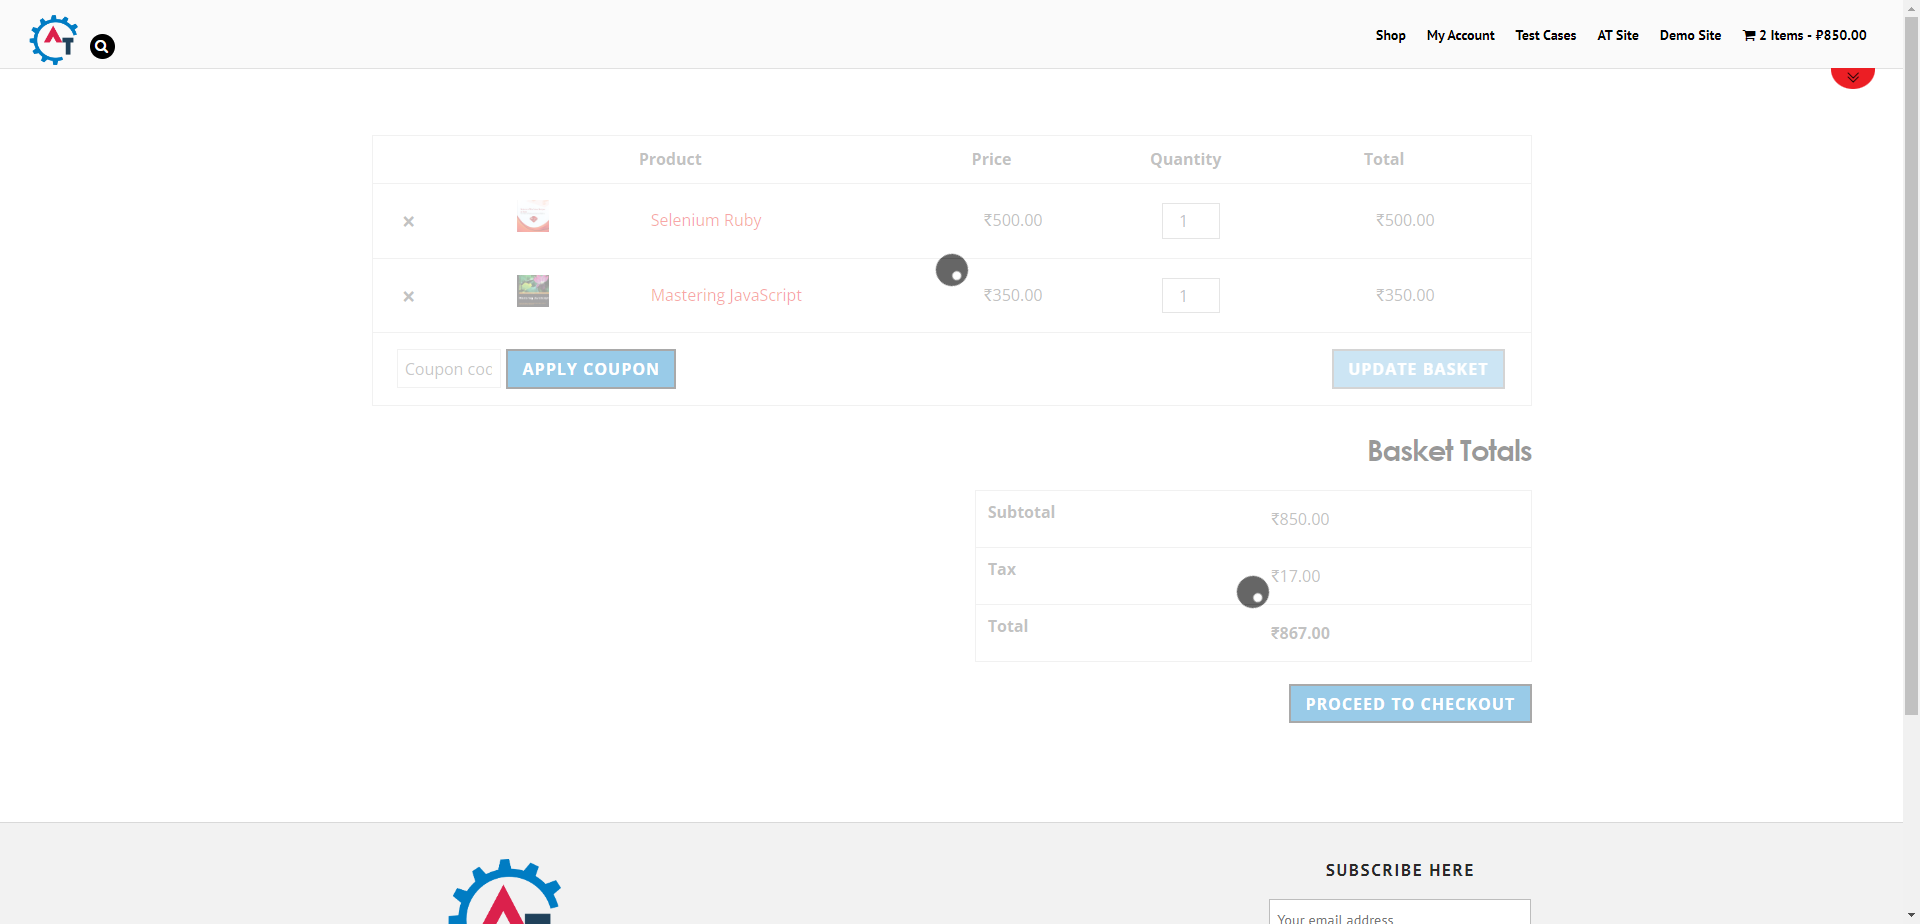 AT
Shop My Account Test Cases AT Site Demo Site 2 Items - ₽850.00
Product Price Quantity Total
× Selenium Ruby ₹500.00 1 ₹500.00
× Mastering JavaScript ₹350.00 1 ₹350.00
Coupon coc APPLY COUPON UPDATE BASKET
Basket Totals
Subtotal ₹850.00
Tax ₹17.00
Total ₹867.00
PROCEED TO CHECKOUT
SUBSCRIBE HERE
Your email address